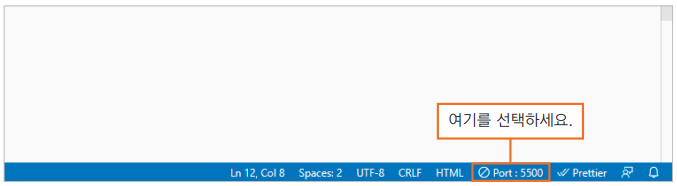 여기를 선택하세요.
Ln 12, Col 8 Spaces: 2 UTF-8 CRLF HTML Port : 5500 Prettier